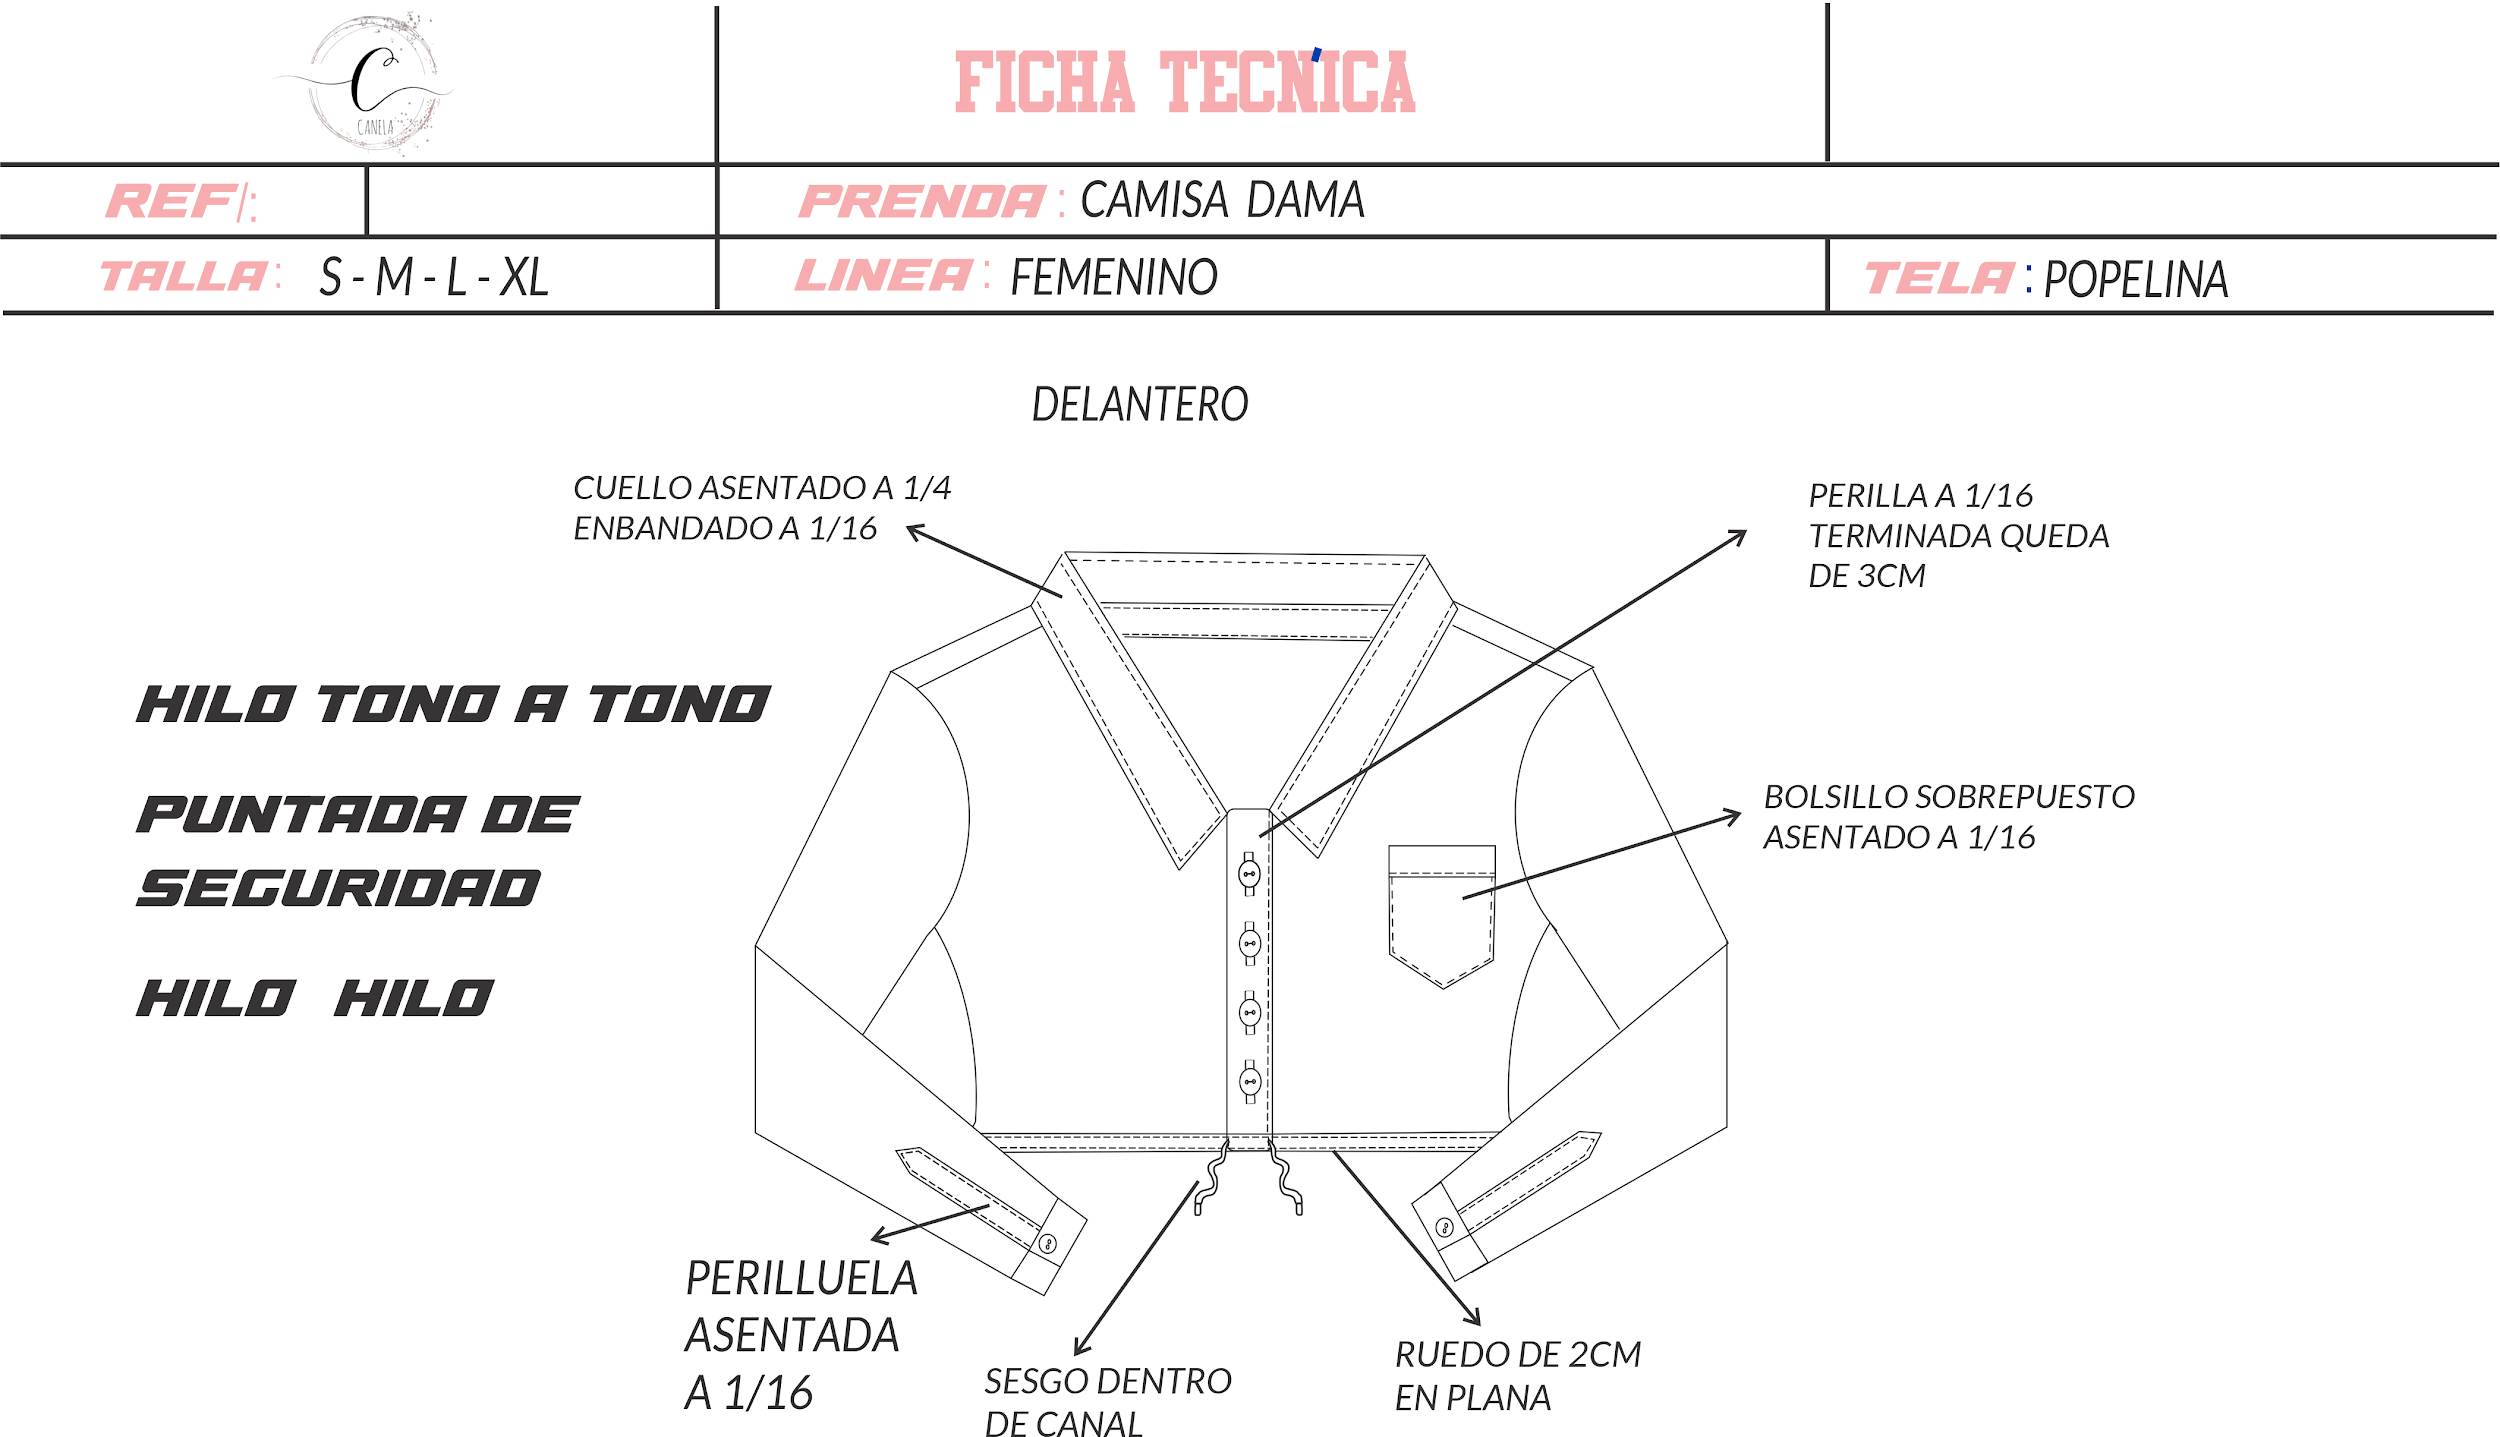 C
CANELA
FICHA TECNICA
REF/:
PRENDA : CAMISA DAMA
TALLA : S - M - L - XL
LINEA : FEMENINO
TELA : POPELINA
DELANTERO
CUELLO ASENTADO A 1/4
ENBANDADO A 1/16
PERILLA A 1/16
TERMINADA QUEDA
DE 3CM
HILO TONO A TONO
PUNTADA DE
SEGURIDAD
HILO HILO
BOLSILLO SOBREPUESTO
ASENTADO A 1/16
PERILLUELA
ASENTADA
A 1/16
SESGO DENTRO
DE CANAL
RUEDO DE 2CM
EN PLANA